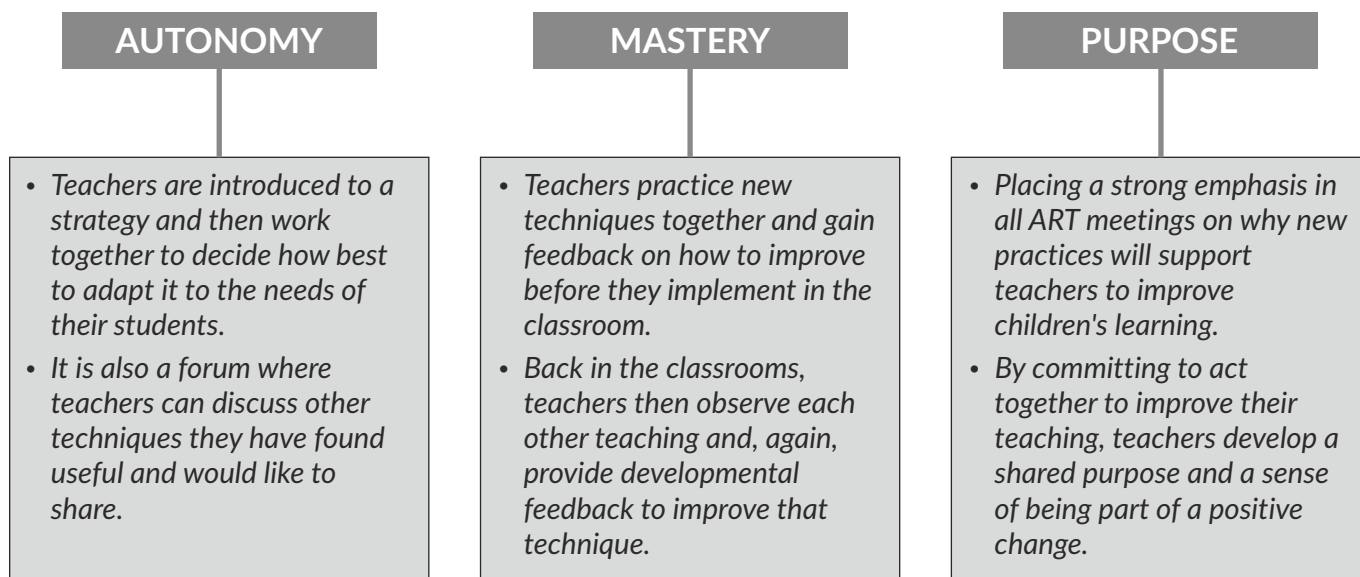 AUTONOMY
• Teachers are introduced to a
strategy and then work
together to decide how best
to adapt it to the needs of
their students.
• It is also a forum where
teachers can discuss other
techniques they have found
useful and would like to
share.
MASTERY
• Teachers practice new
techniques together and gain
feedback on how to improve
before they implement in the
classroom.
• Back in the classrooms,
teachers then observe each
other teaching and, again,
provide developmental
feedback to improve that
technique.
PURPOSE
• Placing a strong emphasis in
all ART meetings on why new
practices will support
teachers to improve
children's learning.
• By committing to act
together to improve their
teaching, teachers develop a
shared purpose and a sense
of being part of a positive
change.